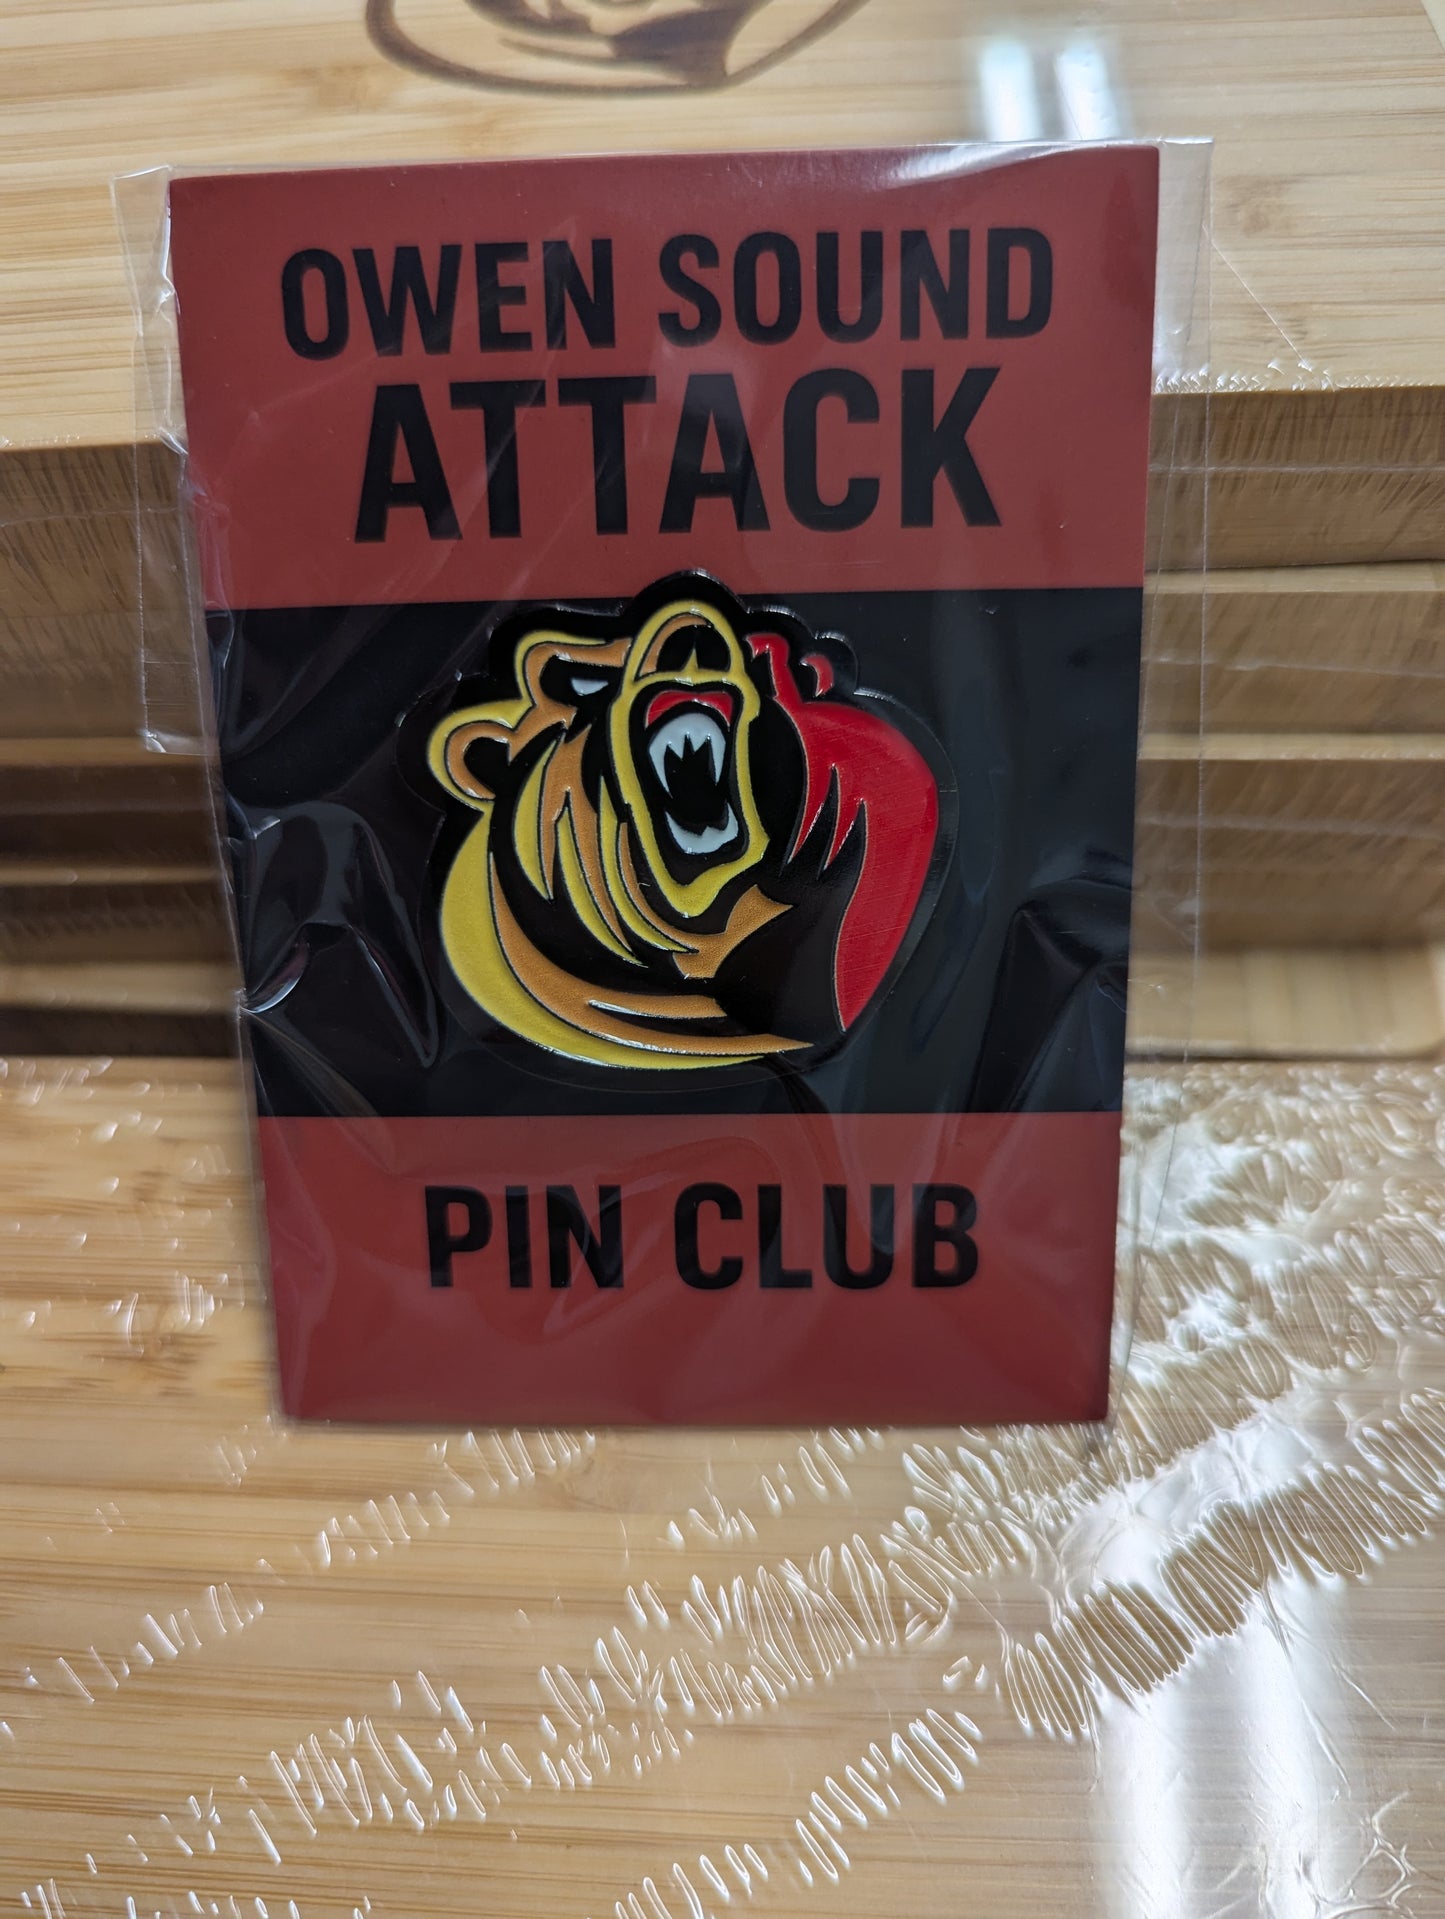 OWEN SOUND
ATTACK
PIN CLUB